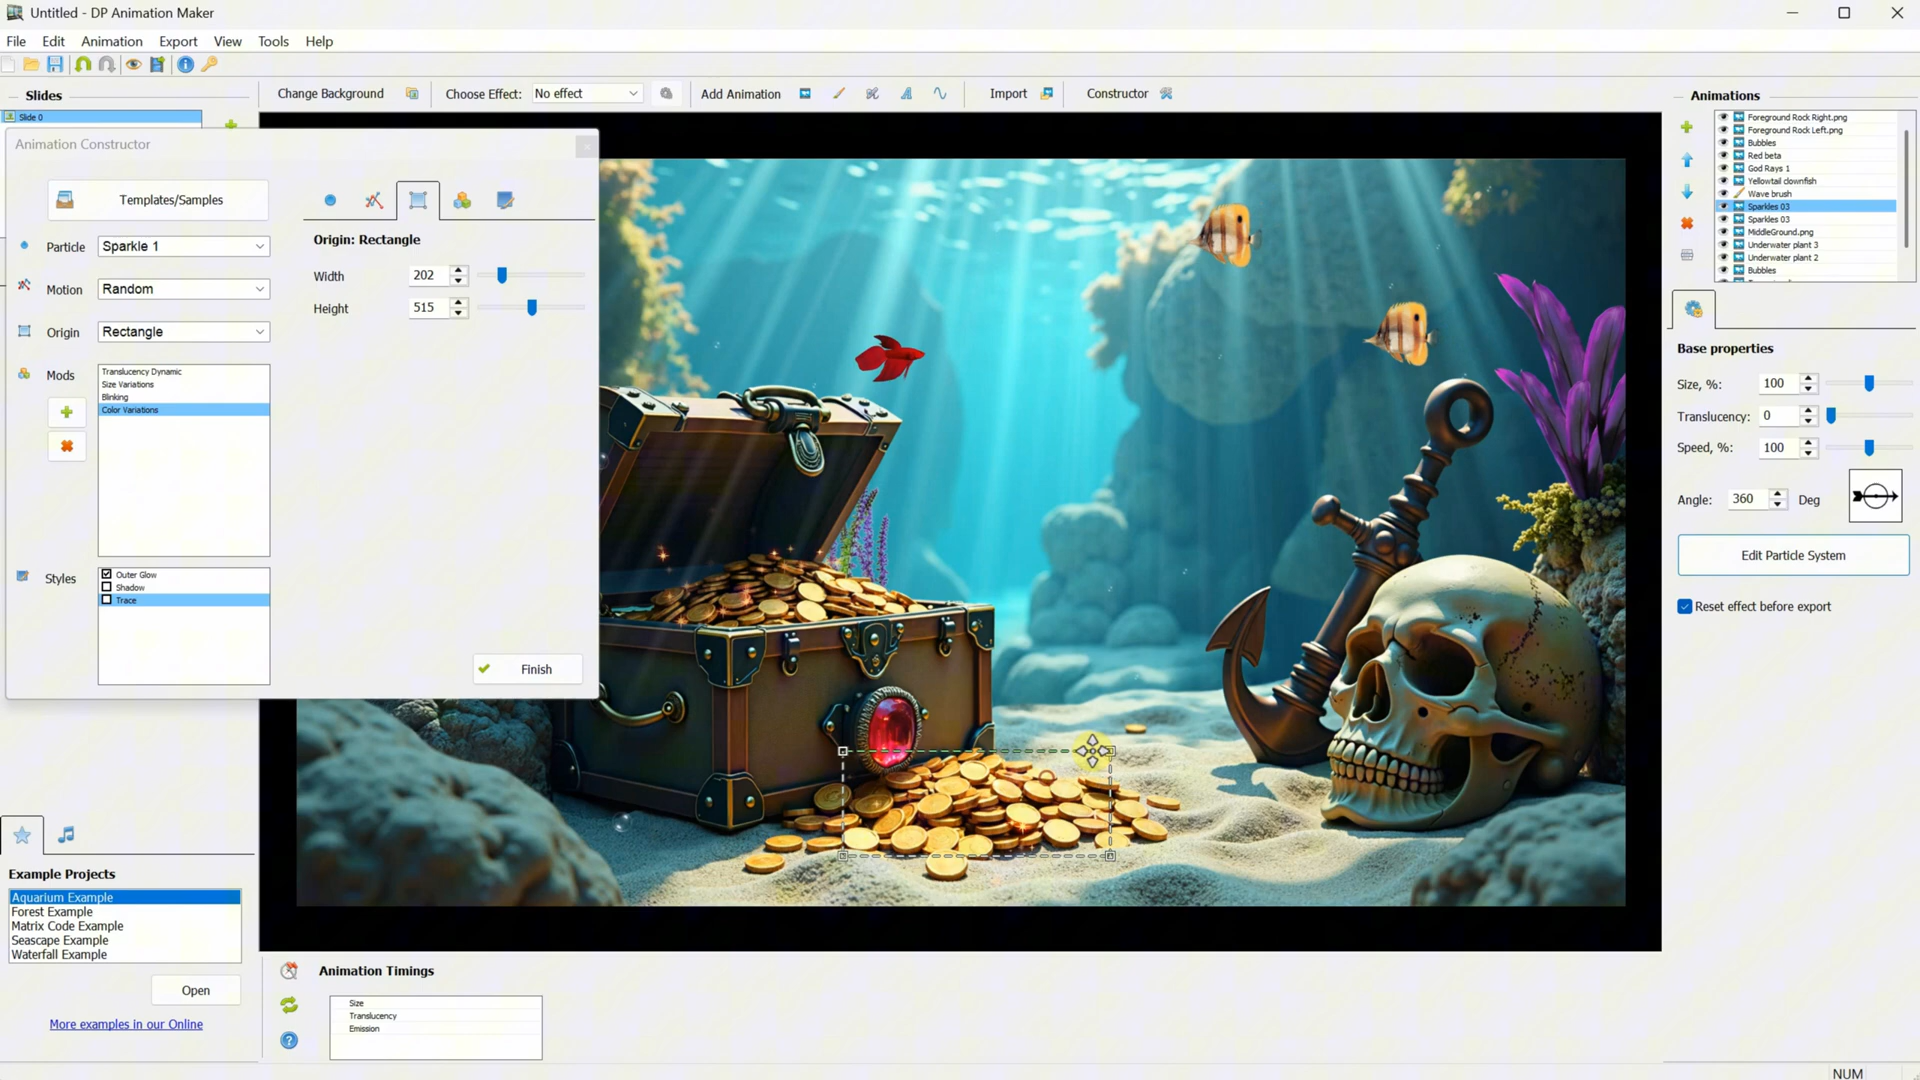 Untitled - DP Animation Maker
File Edit Animation Export View Tools Help
Slides
Slide 0
Change Background
Choose Effect: No effect
Add Animation
Import
Constructor
Animation Constructor
Templates/Samples
Particle Sparkle 1
Motion Random
Origin Rectangle
Mods
Translucency Dynamic
Size Variations
Blinking
Color Variations
Styles
Outer Glow
Shadow
Trace
Origin: Rectangle
Width 202
Height 515
Finish
Example Projects
Aquarium Example
Forest Example
Matrix Code Example
Seascape Example
Waterfall Example
Open
More examples in our Online
Animation Timings
Size
Translucency
Emission
Animations
Foreground Rock Right.png
Foreground Rock Left.png
Bubbles
Red beta
God Rays 1
Yellowtail clownfish
Wave brush
Sparkles 03
Sparkles 03
MiddleGround.png
Underwater plant 3
Underwater plant 2
Bubbles
Base properties
Size, %: 100
Translucency: 0
Speed, %: 100
Angle: 360 Deg
Edit Particle System
Reset effect before export
NUM